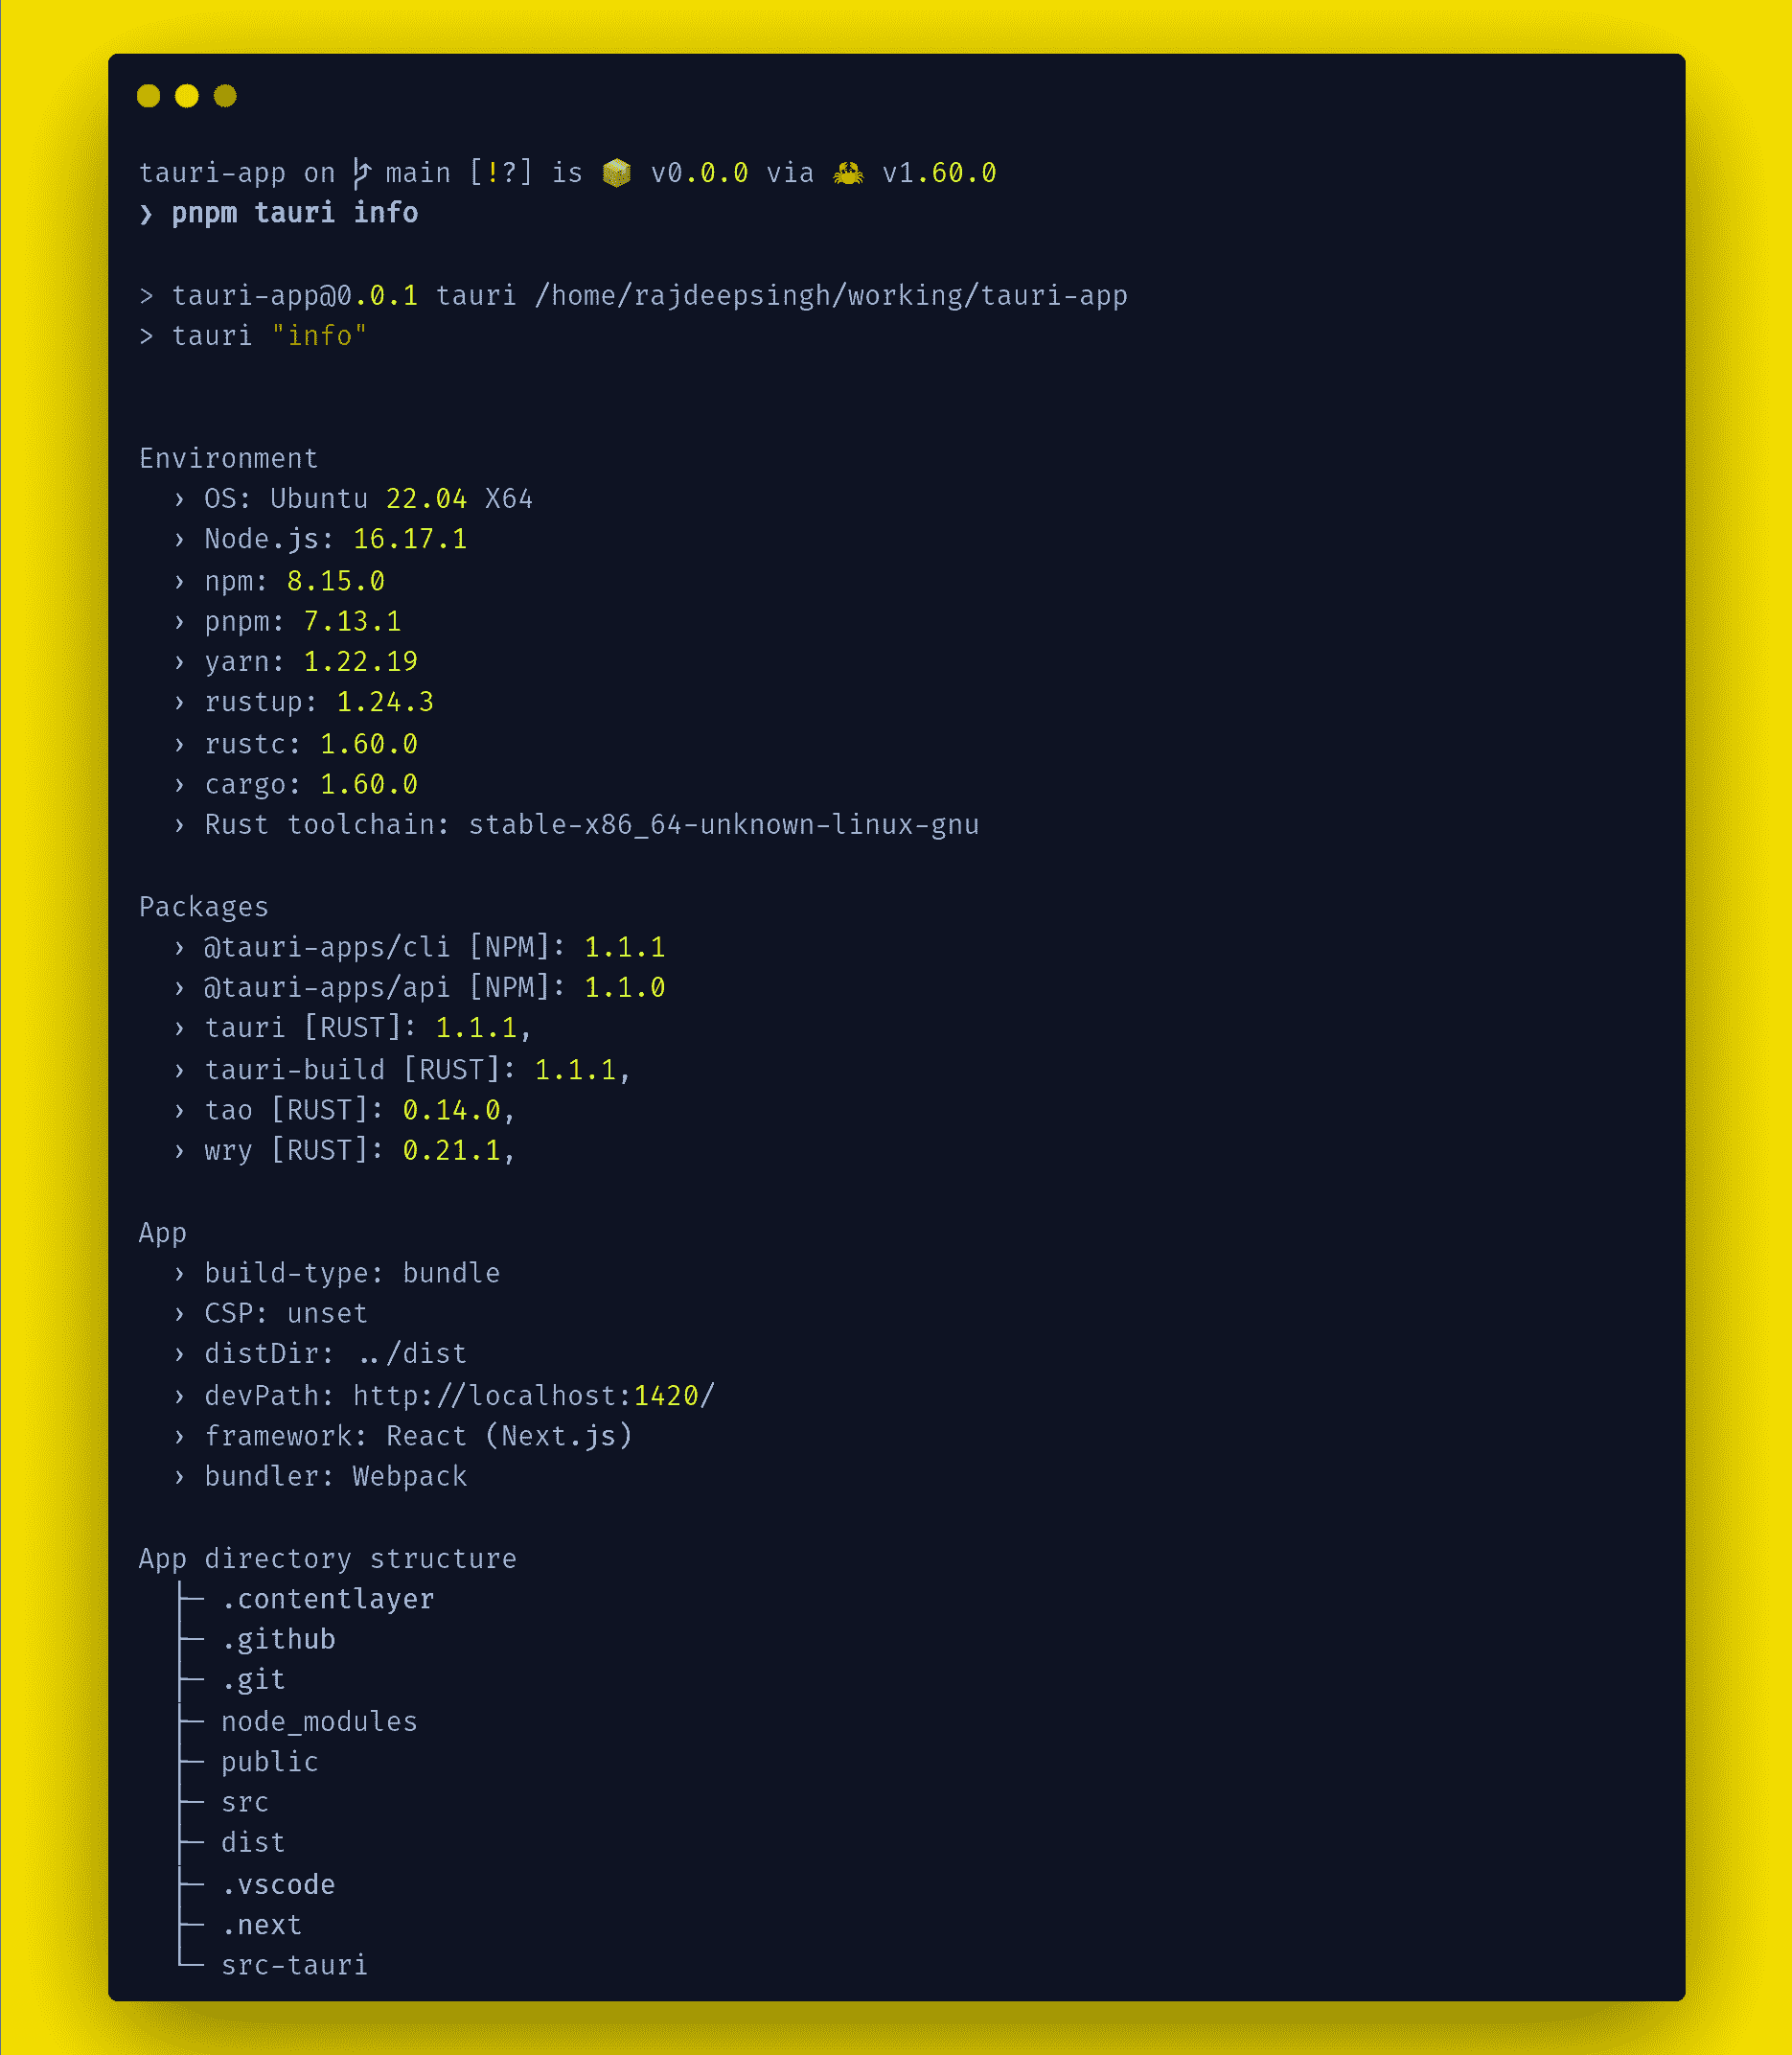 tauri-app on main [!?] is 📦 v0.0.0 via 🦀 v1.60.0
❯ pnpm tauri info
> tauri-app@0.0.1 tauri /home/rajdeepsingh/working/tauri-app
> tauri "info"
Environment
› OS: Ubuntu 22.04 X64
› Node.js: 16.17.1
› npm: 8.15.0
› pnpm: 7.13.1
› yarn: 1.22.19
› rustup: 1.24.3
› rustc: 1.60.0
› cargo: 1.60.0
› Rust toolchain: stable-x86_64-unknown-linux-gnu
Packages
› @tauri-apps/cli [NPM]: 1.1.1
› @tauri-apps/api [NPM]: 1.1.0
› tauri [RUST]: 1.1.1,
› tauri-build [RUST]: 1.1.1,
› tao [RUST]: 0.14.0,
› wry [RUST]: 0.21.1,
App
› build-type: bundle
› CSP: unset
› distDir: ../dist
› devPath: http://localhost:1420/
› framework: React (Next.js)
› bundler: Webpack
App directory structure
├─ .contentlayer
├─ .github
├─ .git
├─ node_modules
├─ public
├─ src
├─ dist
├─ .vscode
├─ .next
└─ src-tauri